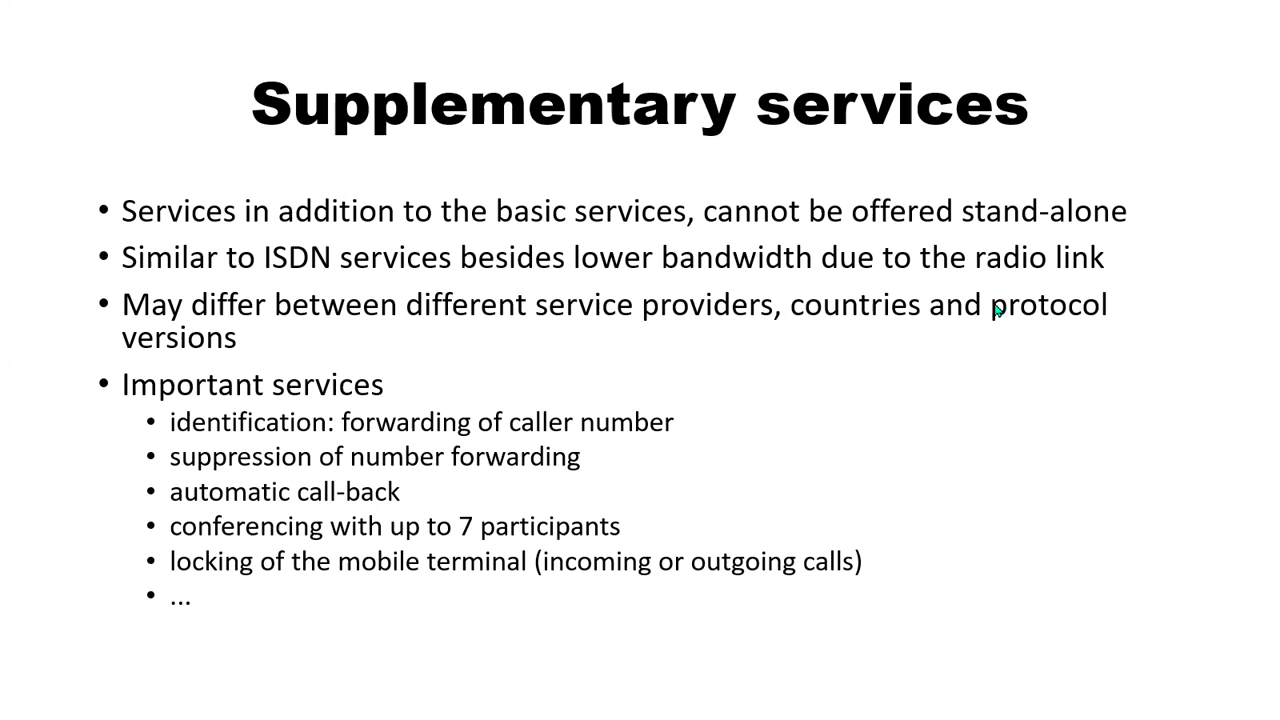 Supplementary services
• Services in addition to the basic services, cannot be offered stand-alone
• Similar to ISDN services besides lower bandwidth due to the radio link
• May differ between different service providers, countries and protocol
versions
• Important services
• identification: forwarding of caller number
• suppression of number forwarding
• automatic call-back
• conferencing with up to 7 participants
• locking of the mobile terminal (incoming or outgoing calls)
• ...